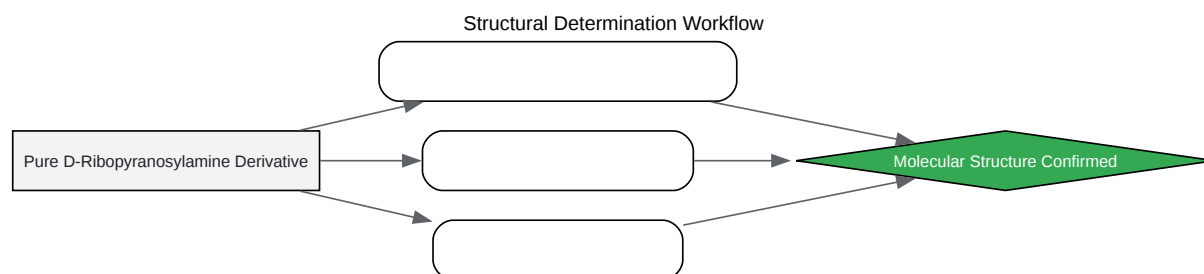 Structural Determination Workflow
Pure D-Ribopyranosylamine Derivative
Molecular Structure Confirmed